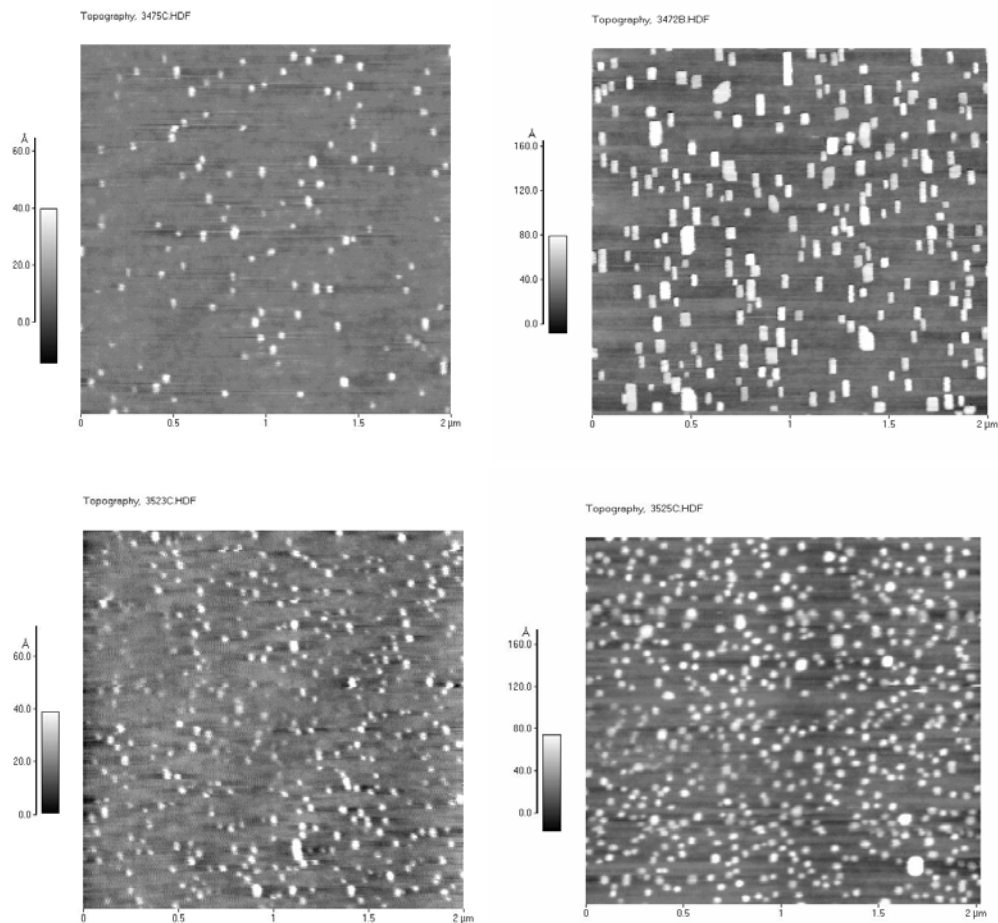 Topography, 3475C.HDF
Å
60.0
40.0
20.0
0.0
0 0.5 1 1.5 2 µm
Topography, 3472B.HDF
Å
160.0
120.0
80.0
40.0
0.0
0 0.5 1 1.5 2 µm
Topography, 3523C.HDF
Å
60.0
40.0
20.0
0.0
0 0.5 1 1.5 2 µm
Topography, 3525C.HDF
Å
160.0
120.0
80.0
40.0
0.0
0 0.5 1 1.5 2 µm